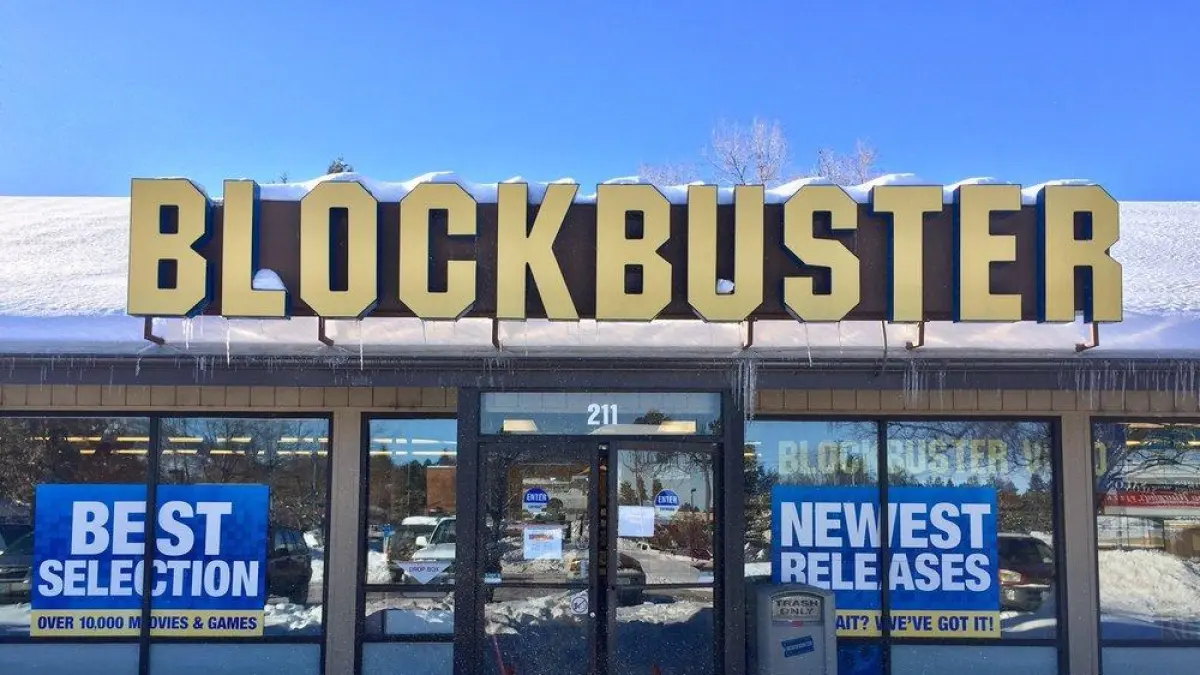 BLOCKBUSTER
211
BEST
SELECTION
OVER 10,000 MOVIES & GAMES
DROP BOX
ENTER
ENTER
BLOCKBUSTER
NEWEST
RELEASES
WE'VE GOT IT!
TRASH
ONLY